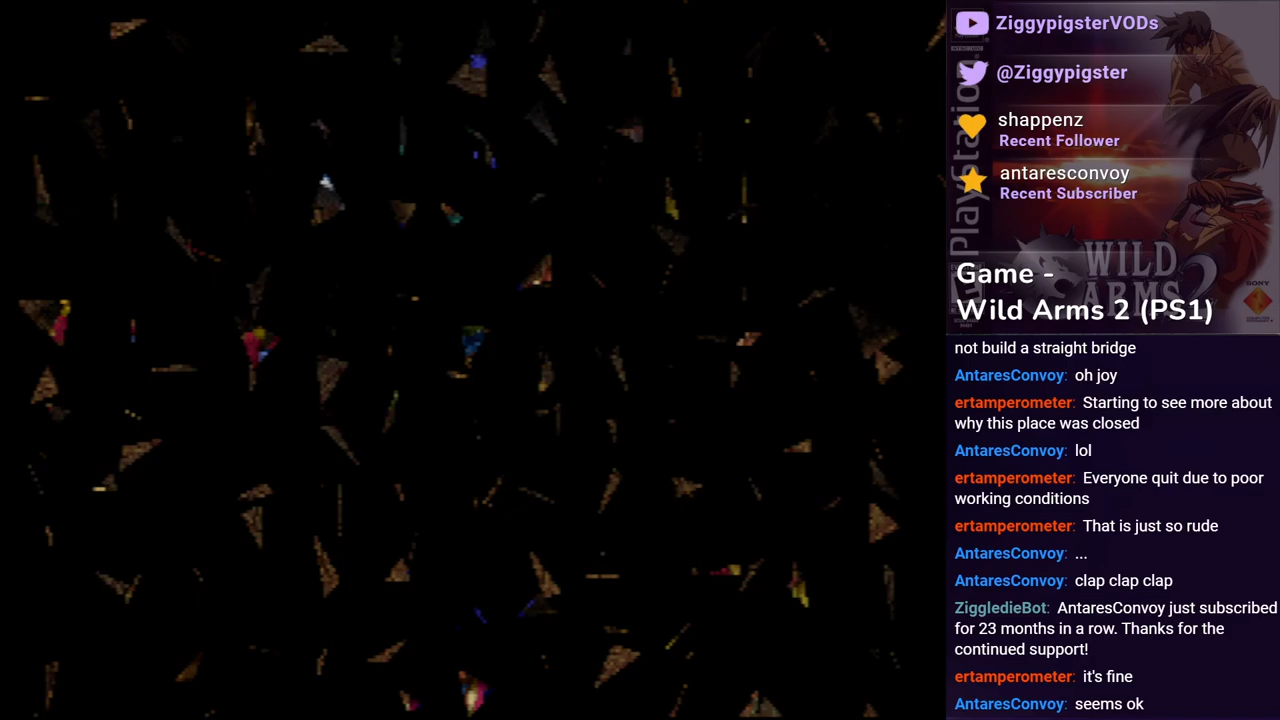 ZiggypigsterVODs
@Ziggypigster
shappenz
Recent Follower
antaresconvoy
Recent Subscriber
PlayStation
WILD
ARMS 2
SONY
Game -
Wild Arms 2 (PS1)
not build a straight bridge
AntaresConvoy: oh joy
ertamperometer: Starting to see more about
why this place was closed
AntaresConvoy: lol
ertamperometer: Everyone quit due to poor
working conditions
ertamperometer: That is just so rude
AntaresConvoy: ...
AntaresConvoy: clap clap clap
ZiggledieBot: AntaresConvoy just subscribed
for 23 months in a row. Thanks for the
continued support!
ertamperometer: it's fine
AntaresConvoy: seems ok